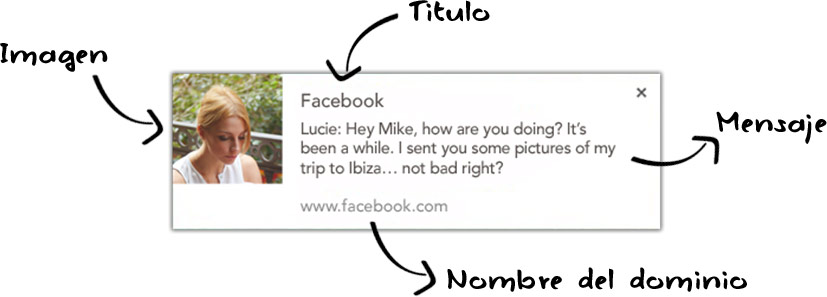 Titulo
Imagen
Facebook
Lucie: Hey Mike, how are you doing? It's
been a while. I sent you some pictures of my
trip to Ibiza... not bad right?
Mensaje
www.facebook.com
Nombre del dominio